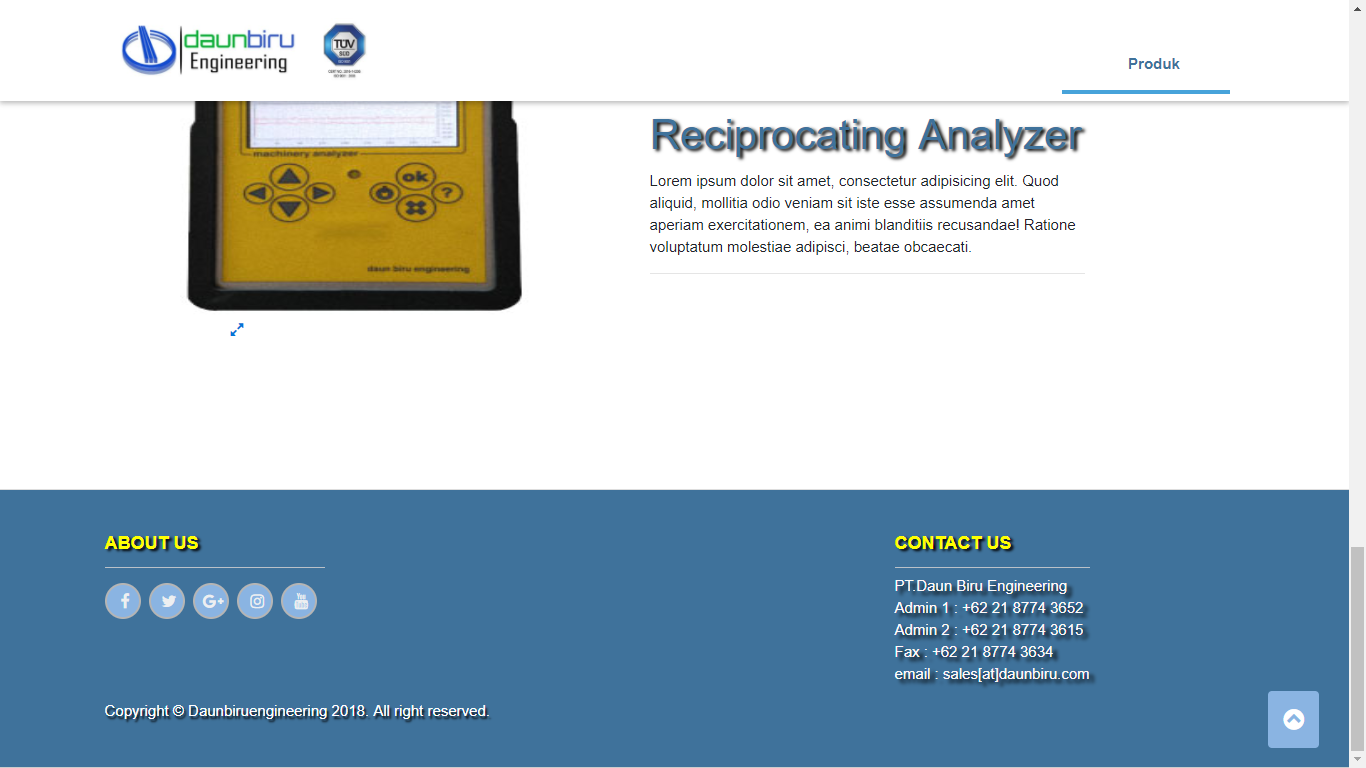 daunbiru
Engineering
TÜV
SÜD
Produk
machinery analyzer
ok
?
daun biru engineering
Reciprocating Analyzer
Lorem ipsum dolor sit amet, consectetur adipisicing elit. Quod
aliquid, mollitia odio veniam sit iste esse assumenda amet
aperiam exercitationem, ea animi blanditiis recusandae! Ratione
voluptatum molestiae adipisci, beatae obcaecati.
ABOUT US
CONTACT US
PT.Daun Biru Engineering
Admin 1 : +62 21 8774 3652
Admin 2 : +62 21 8774 3615
Fax : +62 21 8774 3634
email : sales[at]daunbiru.com
Copyright © Daunbiruengineering 2018. All right reserved.